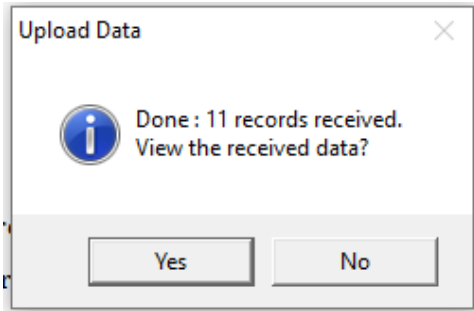 Upload Data
Done : 11 records received.
View the received data?
Yes
No